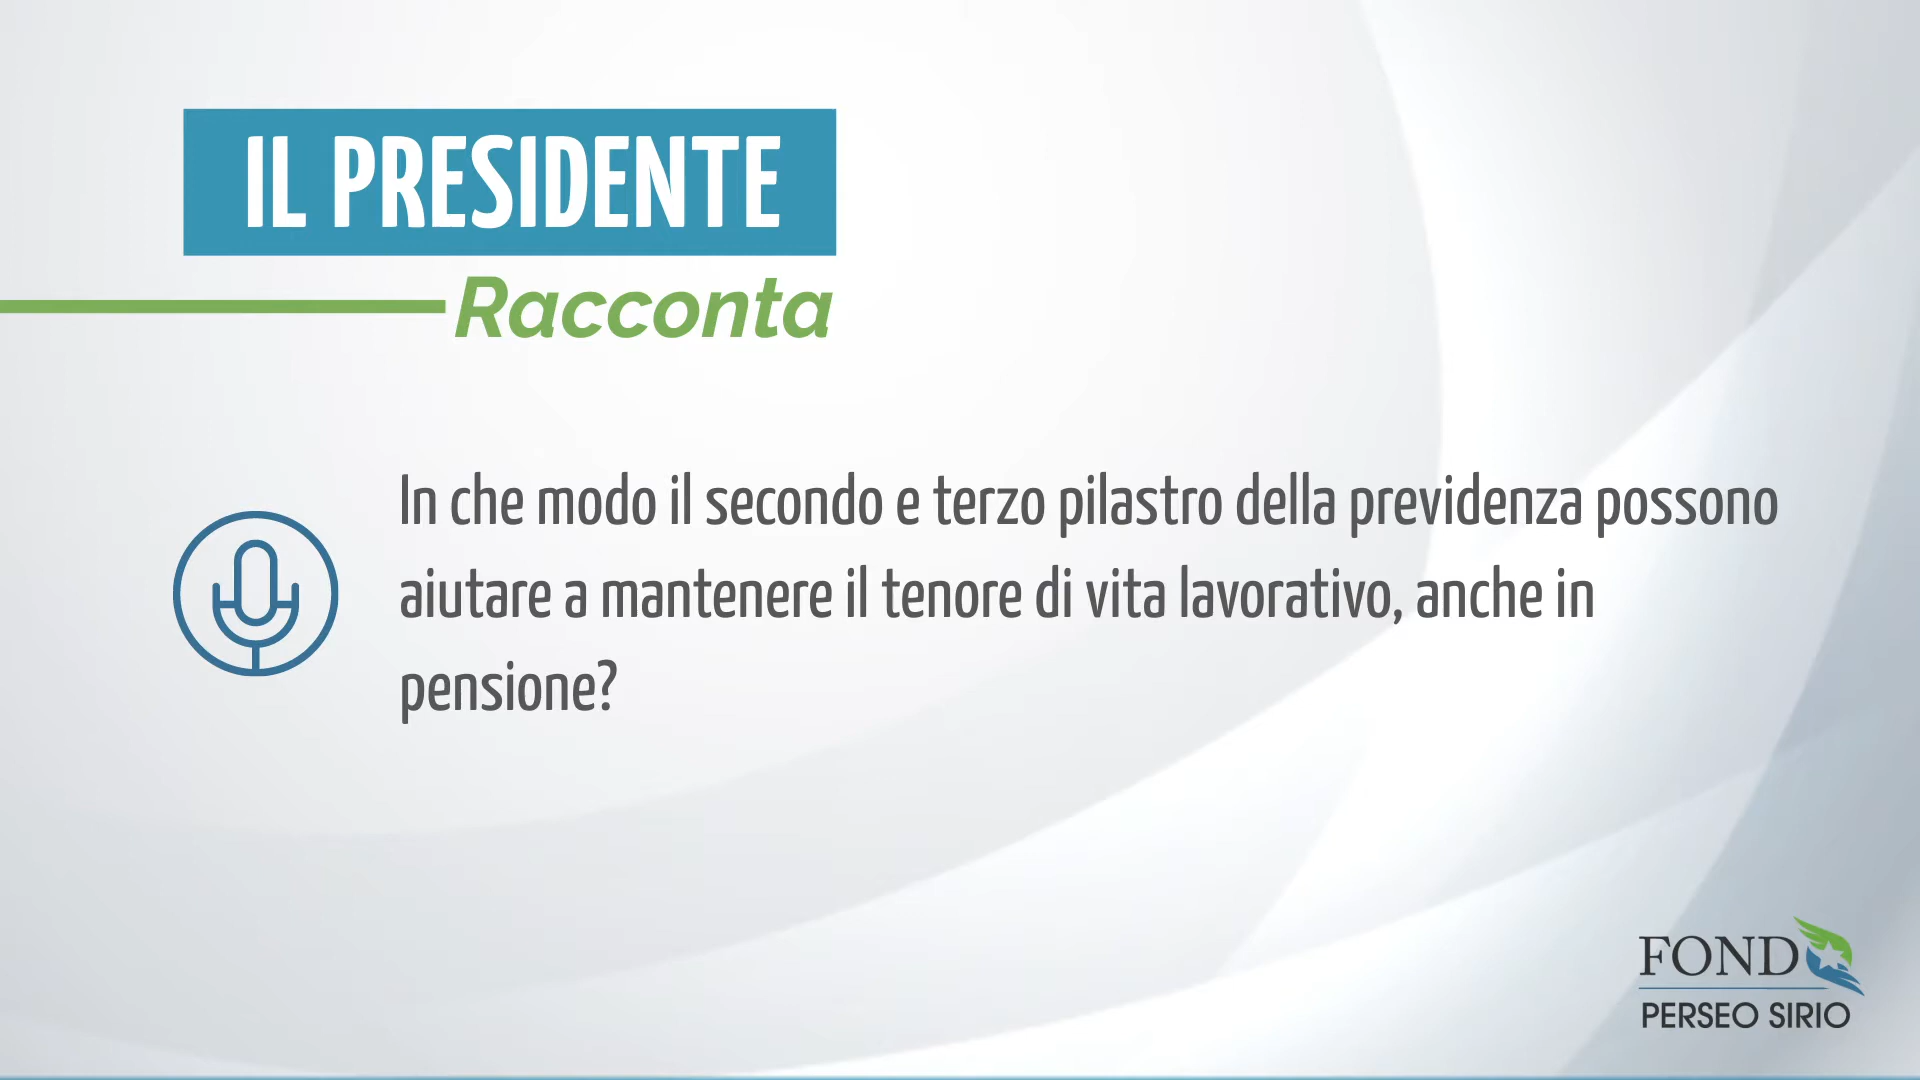 IL PRESIDENTE
Racconta
In che modo il secondo e terzo pilastro della previdenza possono
aiutare a mantenere il tenore di vita lavorativo, anche in
pensione?
FONDO
PERSEO SIRIO